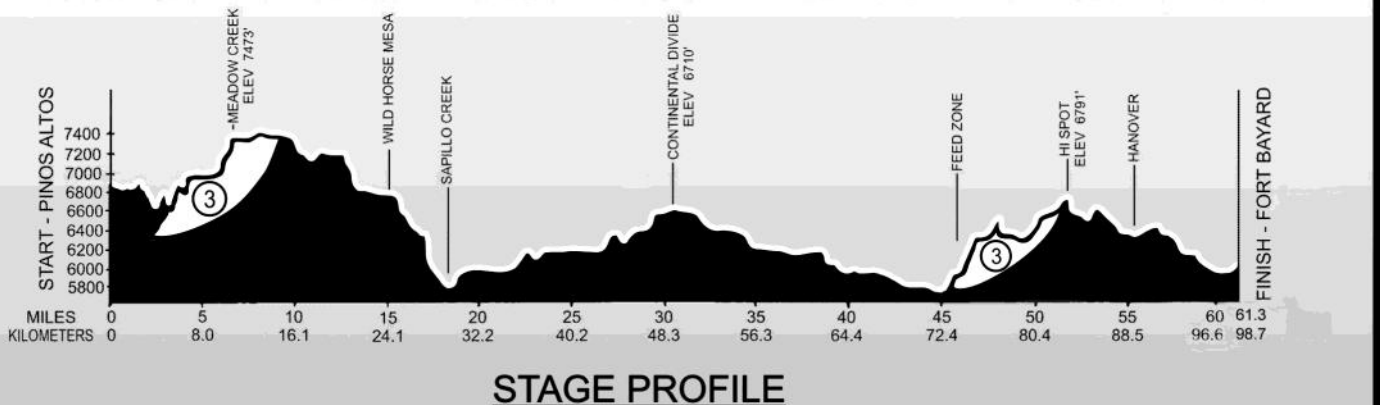 START - PINOS ALTOS
MEADOW CREEK
ELEV 7473'
WILD HORSE MESA
SAPILLO CREEK
CONTINENTAL DIVIDE
ELEV 6710'
FEED ZONE
HI SPOT
ELEV 6791'
HANOVER
FINISH - FORT BAYARD
7400
7200
7000
6800
6600
6400
6200
6000
5800
3
3
MILES 0 5 10 15 20 25 30 35 40 45 50 55 60 61.3
KILOMETERS 0 8.0 16.1 24.1 32.2 40.2 48.3 56.3 64.4 72.4 80.4 88.5 96.6 98.7
STAGE PROFILE